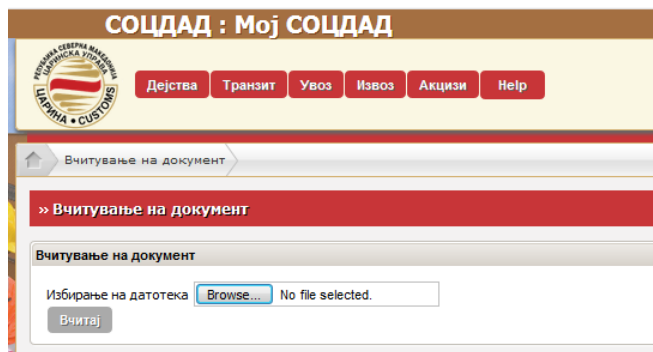 СОЦДАД : Мој СОЦДАД
РЕПУБЛИКА СЕВЕРНА МАКЕДОНИЈА
ЦАРИНСКА УПРАВА
ЦАРИНА • CUSTOMS
Дејства Транзит Увоз Извоз Акцизи Help
Вчитување на документ
» Вчитување на документ
Вчитување на документ
Избирање на датотека Browse... No file selected.
Вчитај